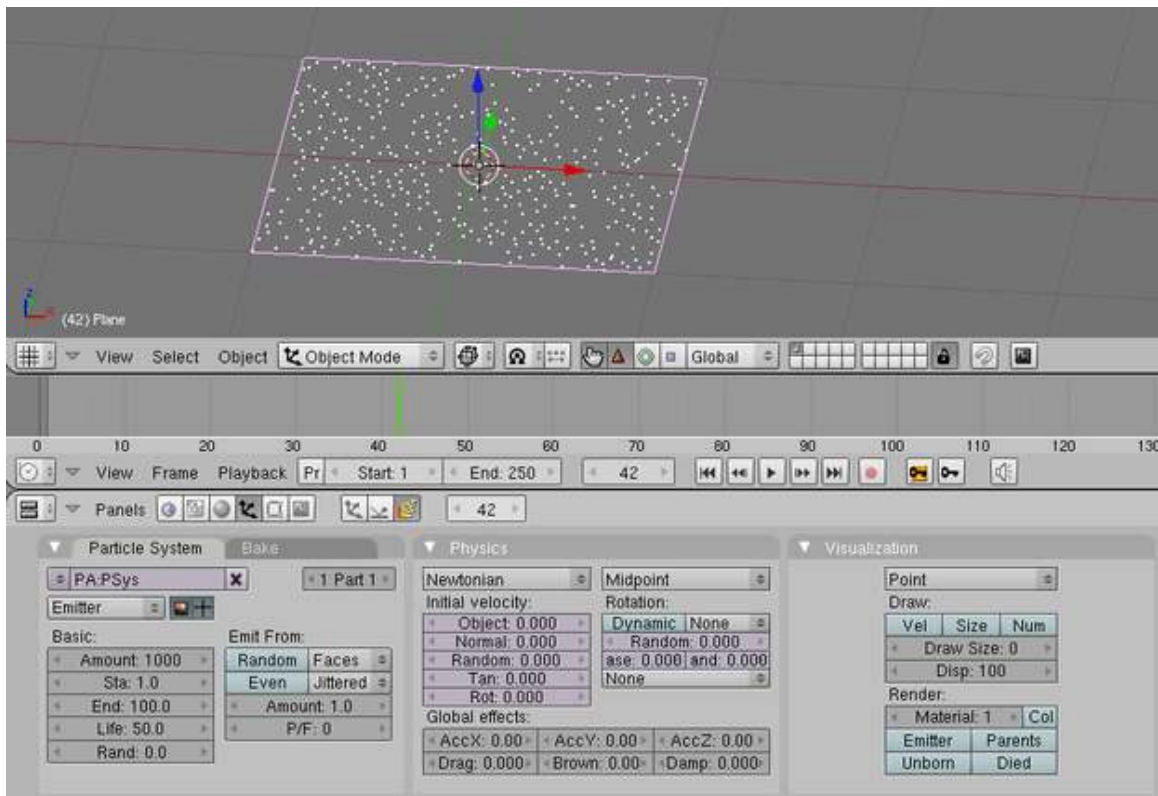 z
(42) Plane
View Select Object Object Mode Global
0 10 20 30 40 50 60 70 80 90 100 110 120 130
View Frame Playback Pr Start: 1 End: 250 42
Panels 42
Particle System Bake Physics Visualization
PA:PSys X 1 Part 1 Newtonian Midpoint Point
Emitter Initial velocity: Rotation: Draw:
Basic: Emit From: Object: 0.000 Dynamic None Vel Size Num
Amount: 1000 Random Faces Normal: 0.000 Random: 0.000 Draw Size: 0
Sta: 1.0 Even Jittered Random: 0.000 ase: 0.000 and: 0.000 Disp: 100
End: 100.0 Amount: 1.0 Tan: 0.000 None Render:
Life: 50.0 P/F: 0 Rot: 0.000 Material: 1 Col
Rand: 0.0 Global effects: Emitter Parents
AccX: 0.00 AccY: 0.00 AccZ: 0.00 Unborn Died
Drag: 0.000 Brown: 0.00 Damp: 0.000